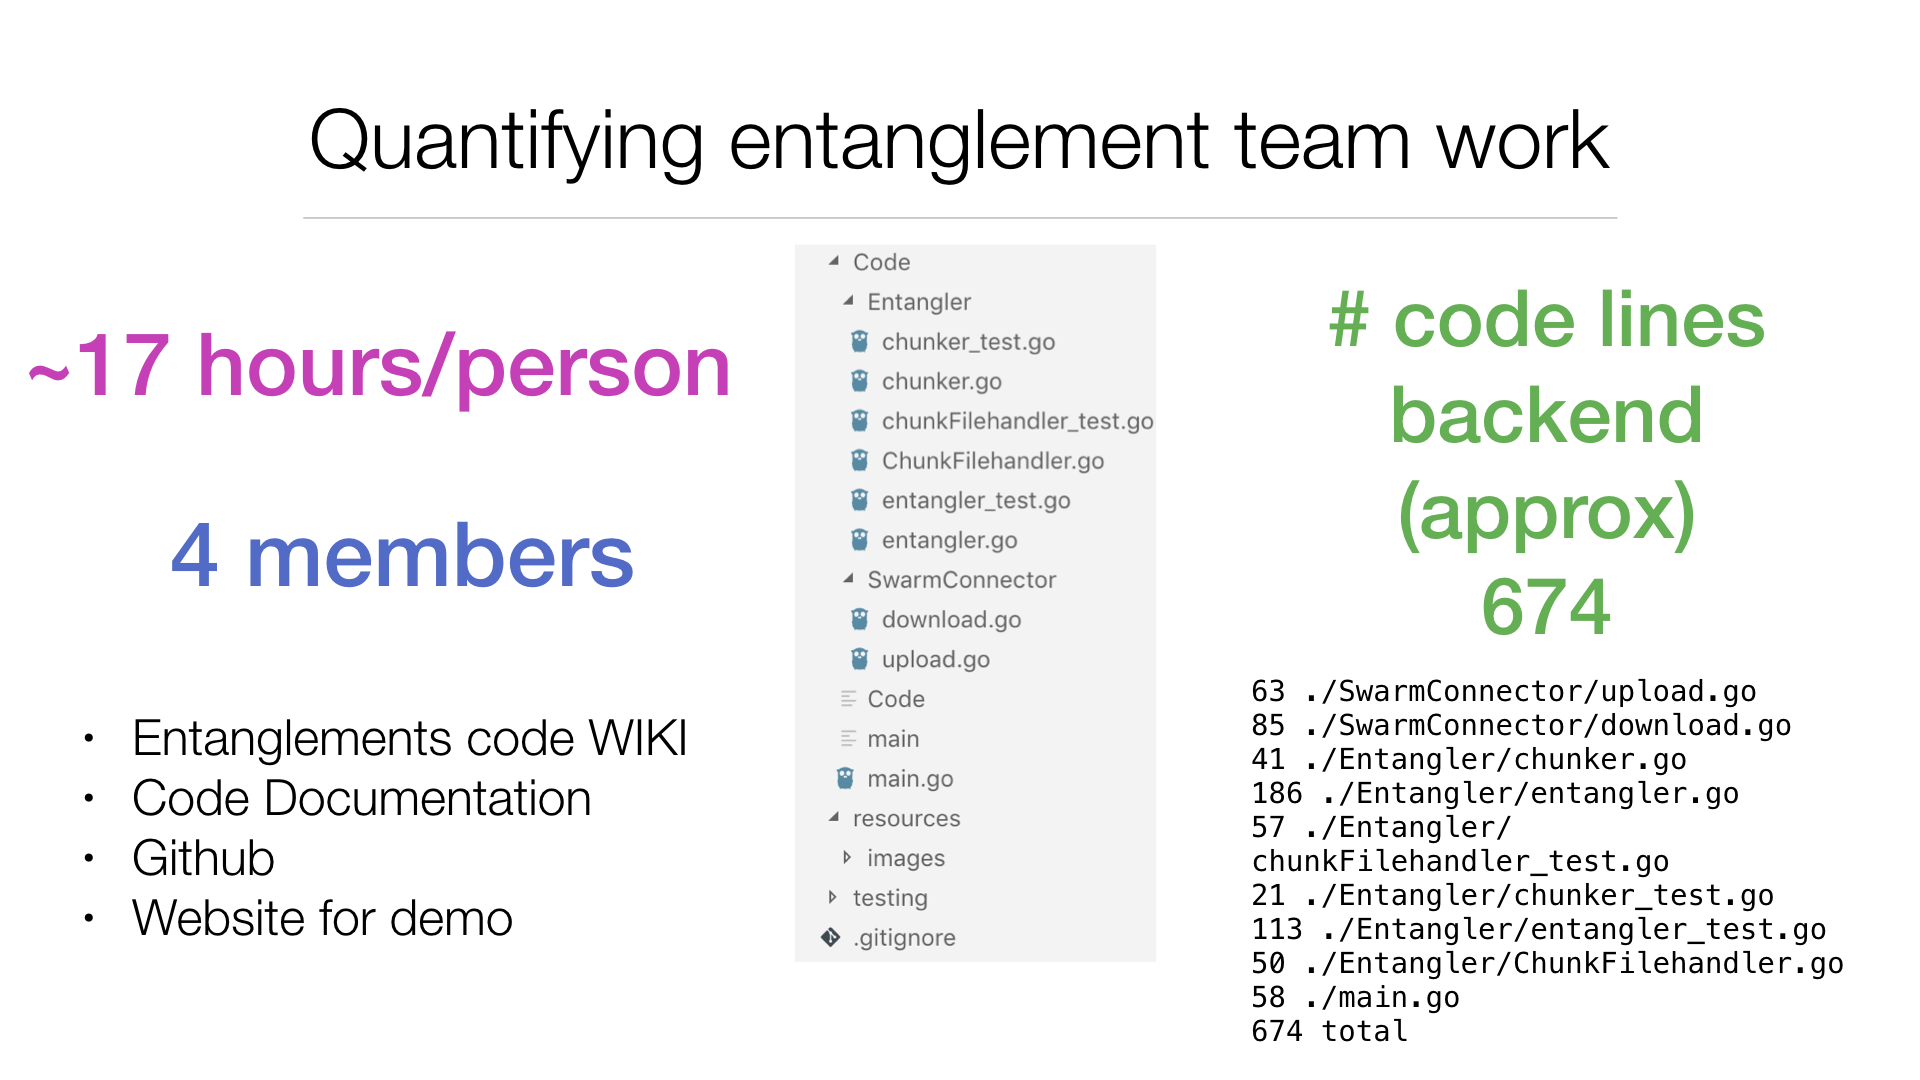 Quantifying entanglement team work
~17 hours/person
4 members
• Entanglements code WIKI
• Code Documentation
• Github
• Website for demo
Code
Entangler
chunker_test.go
chunker.go
chunkFilehandler_test.go
ChunkFilehandler.go
entangler_test.go
entangler.go
SwarmConnector
download.go
upload.go
Code
main
main.go
resources
images
testing
.gitignore
# code lines
backend
(approx)
674
63 ./SwarmConnector/upload.go
85 ./SwarmConnector/download.go
41 ./Entangler/chunker.go
186 ./Entangler/entangler.go
57 ./Entangler/
chunkFilehandler_test.go
21 ./Entangler/chunker_test.go
113 ./Entangler/entangler_test.go
50 ./Entangler/ChunkFilehandler.go
58 ./main.go
674 total